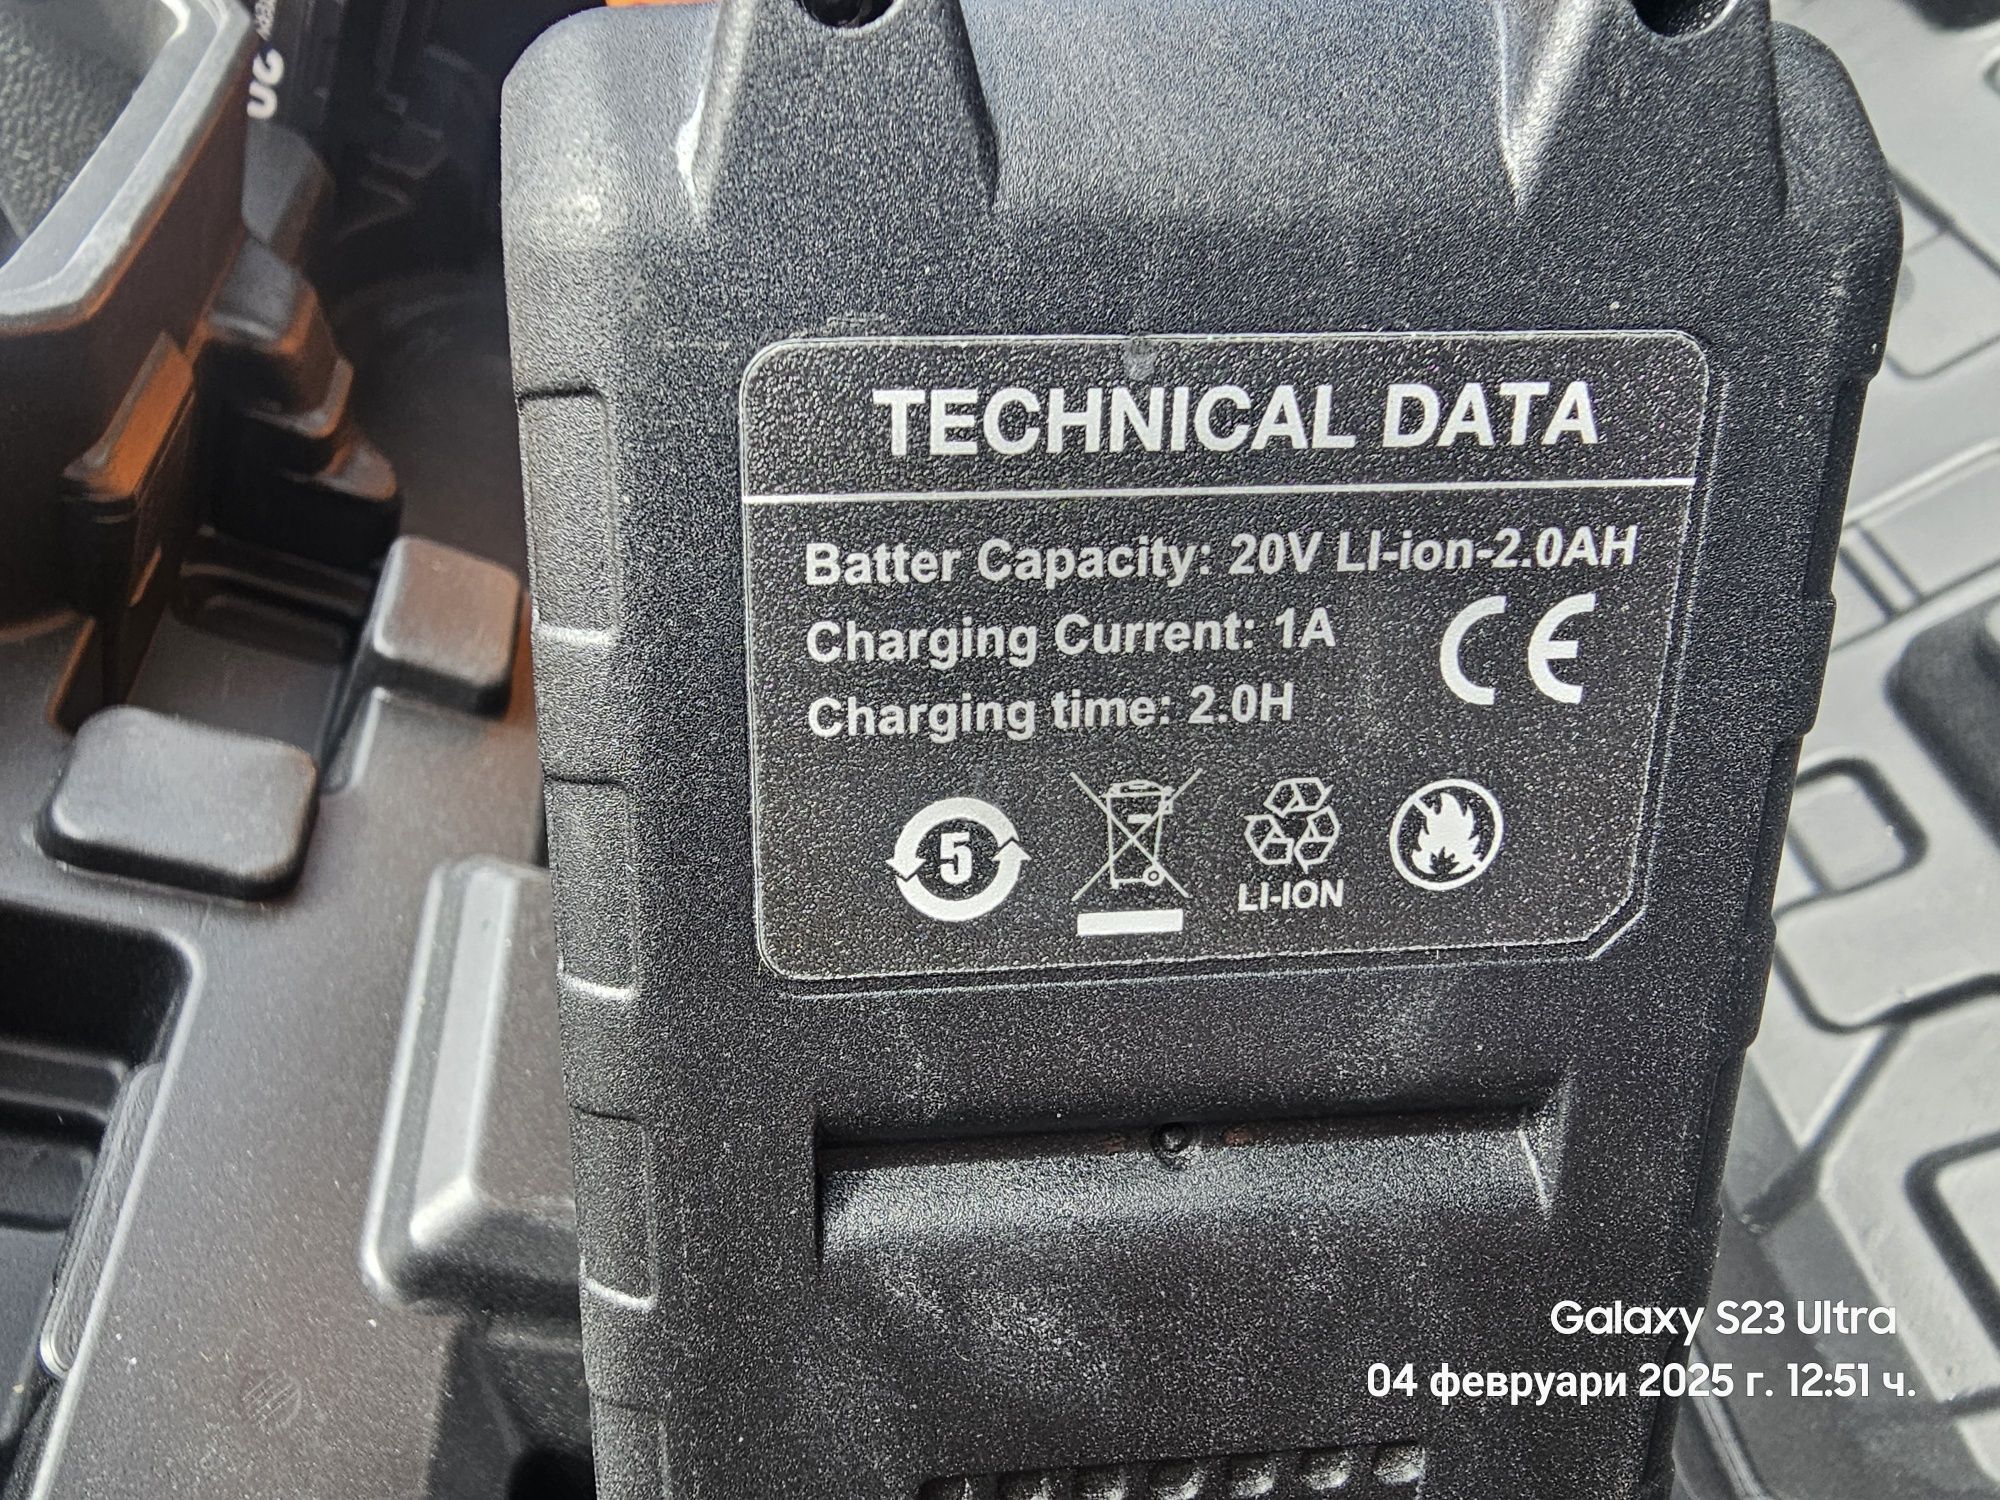 20
TECHNICAL DATA
Batter Capacity: 20V LI-ion-2.0AH
Charging Current: 1A
Charging time: 2.0H
CE
5
LI-ION
Galaxy S23 Ultra
04 февруари 2025 г. 12:51 ч.